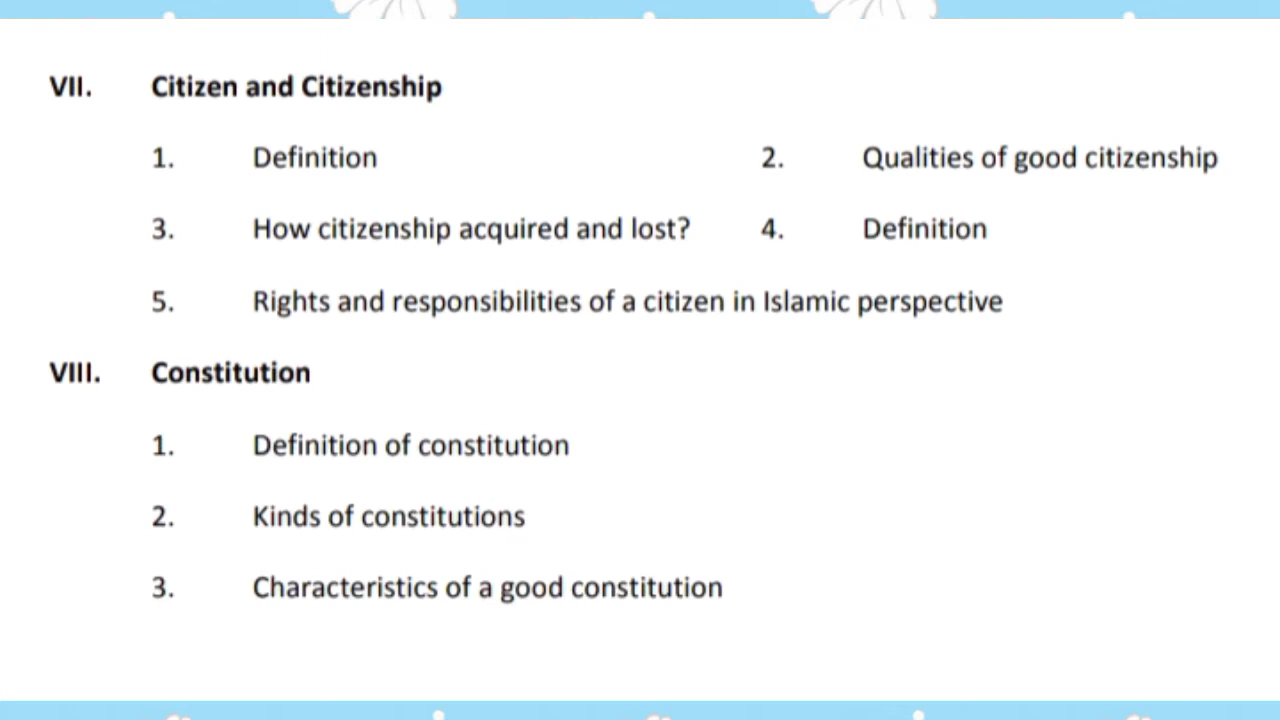 VII. Citizen and Citizenship
1. Definition 2. Qualities of good citizenship
3. How citizenship acquired and lost? 4. Definition
5. Rights and responsibilities of a citizen in Islamic perspective
VIII. Constitution
1. Definition of constitution
2. Kinds of constitutions
3. Characteristics of a good constitution